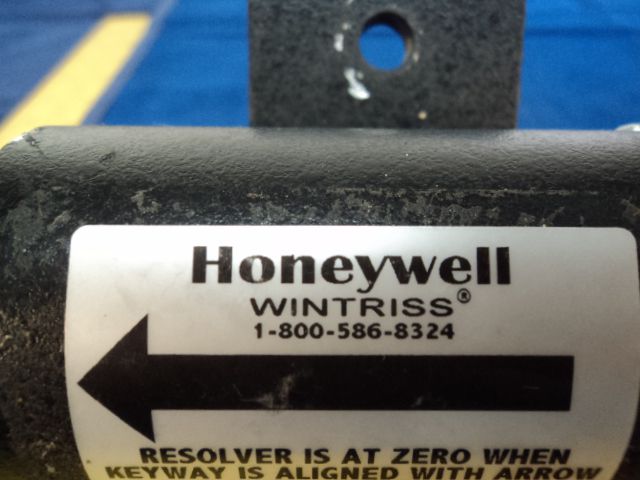 Honeywell
WINTRISS®
1-800-586-8324
RESOLVER IS AT ZERO WHEN
KEYWAY IS ALIGNED WITH ARROW